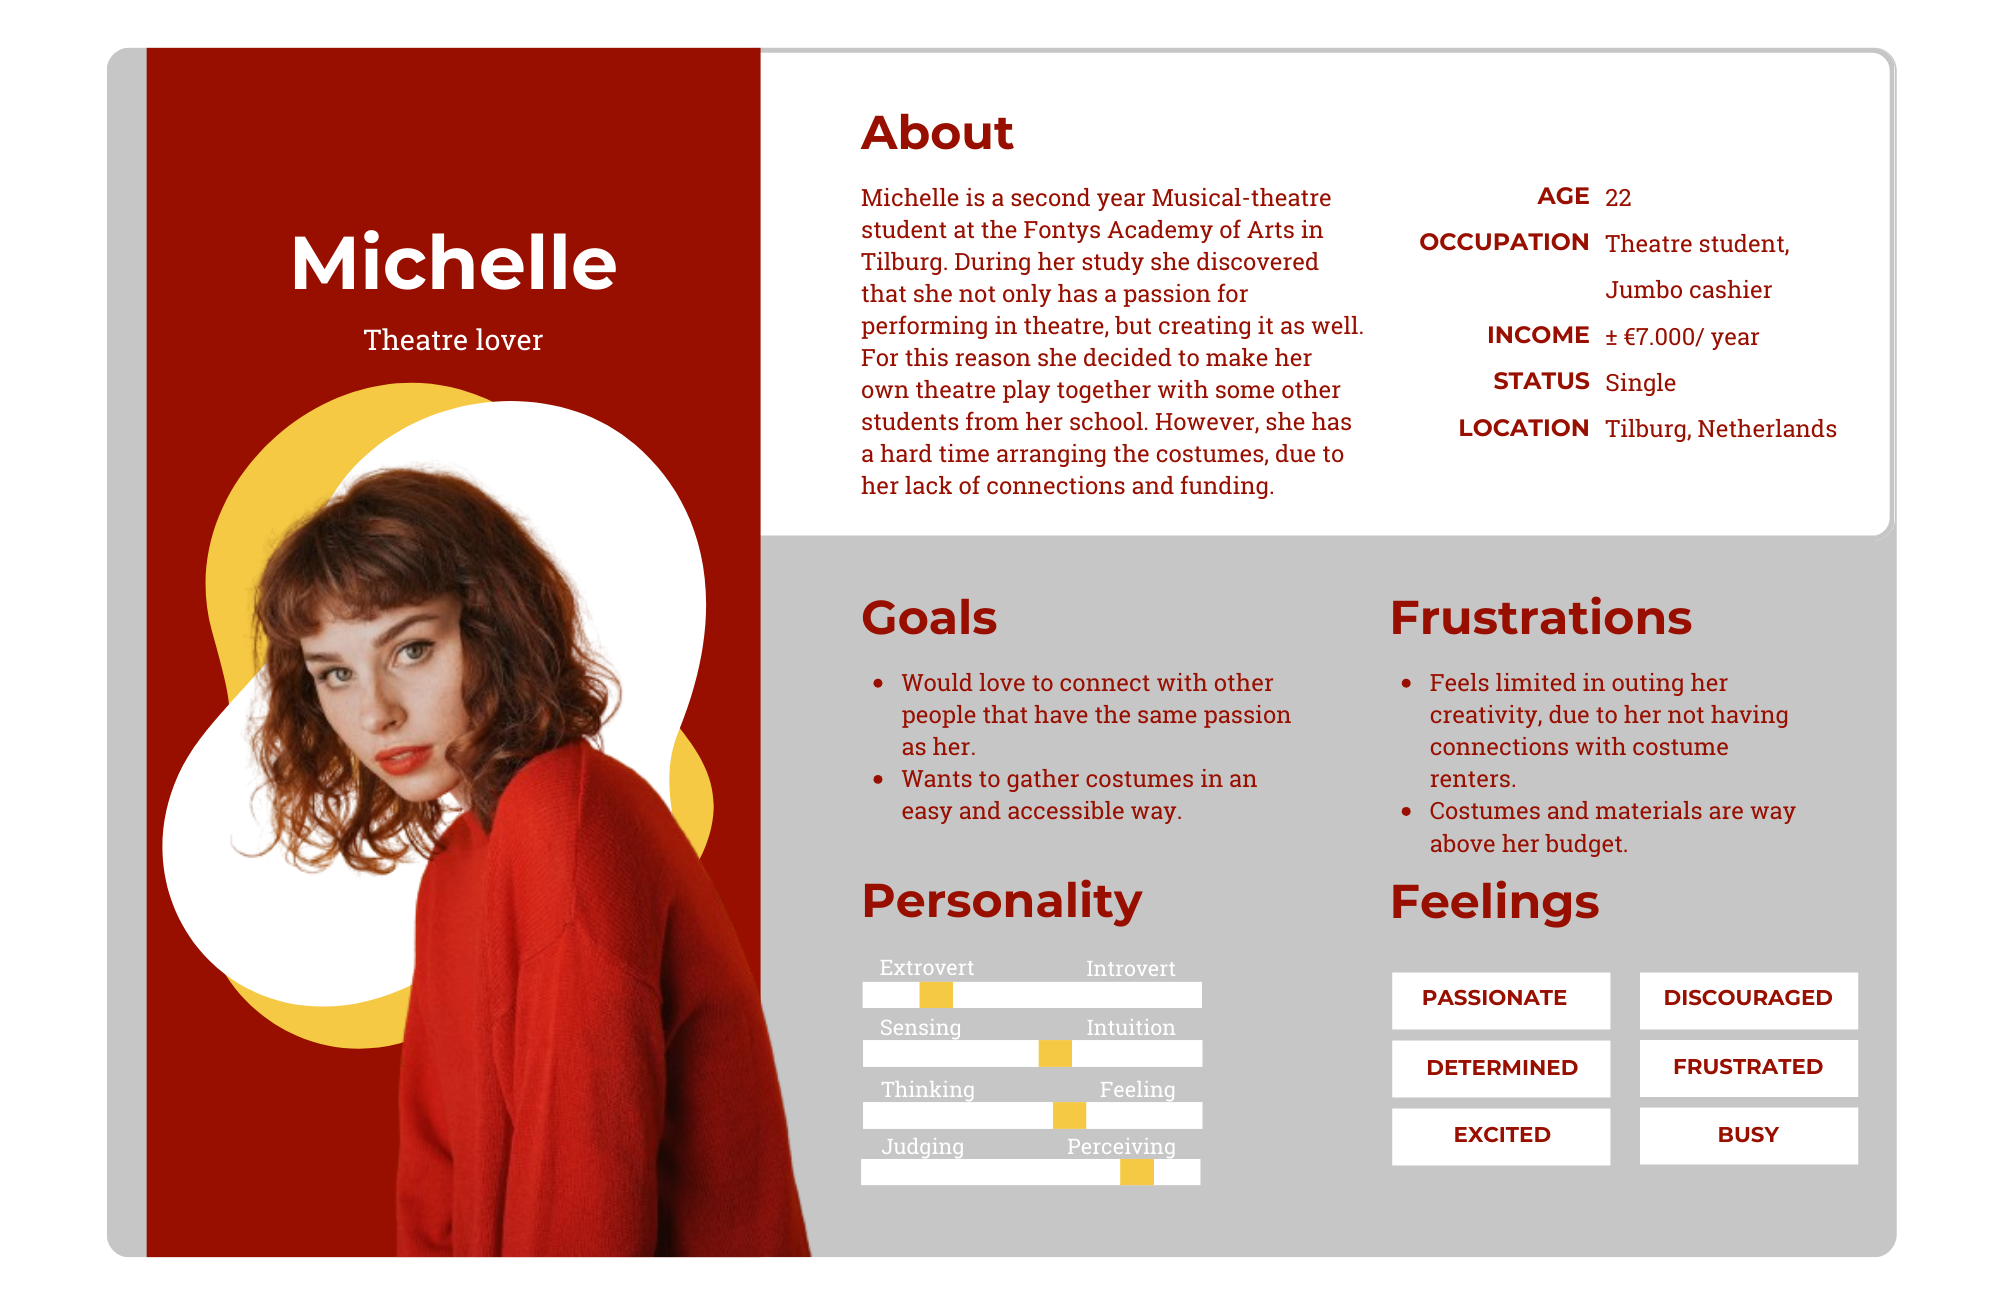 Michelle
Theatre lover
About
Michelle is a second year Musical-theatre
student at the Fontys Academy of Arts in
Tilburg. During her study she discovered
that she not only has a passion for
performing in theatre, but creating it as well.
For this reason she decided to make her
own theatre play together with some other
students from her school. However, she has
a hard time arranging the costumes, due to
her lack of connections and funding.
AGE 22
OCCUPATION Theatre student,
Jumbo cashier
INCOME ± €7.000/ year
STATUS Single
LOCATION Tilburg, Netherlands
Goals
• Would love to connect with other
people that have the same passion
as her.
• Wants to gather costumes in an
easy and accessible way.
Frustrations
• Feels limited in outing her
creativity, due to her not having
connections with costume
renters.
• Costumes and materials are way
above her budget.
Personality
Extrovert Introvert
Sensing Intuition
Thinking Feeling
Judging Perceiving
Feelings
PASSIONATE DISCOURAGED
DETERMINED FRUSTRATED
EXCITED BUSY